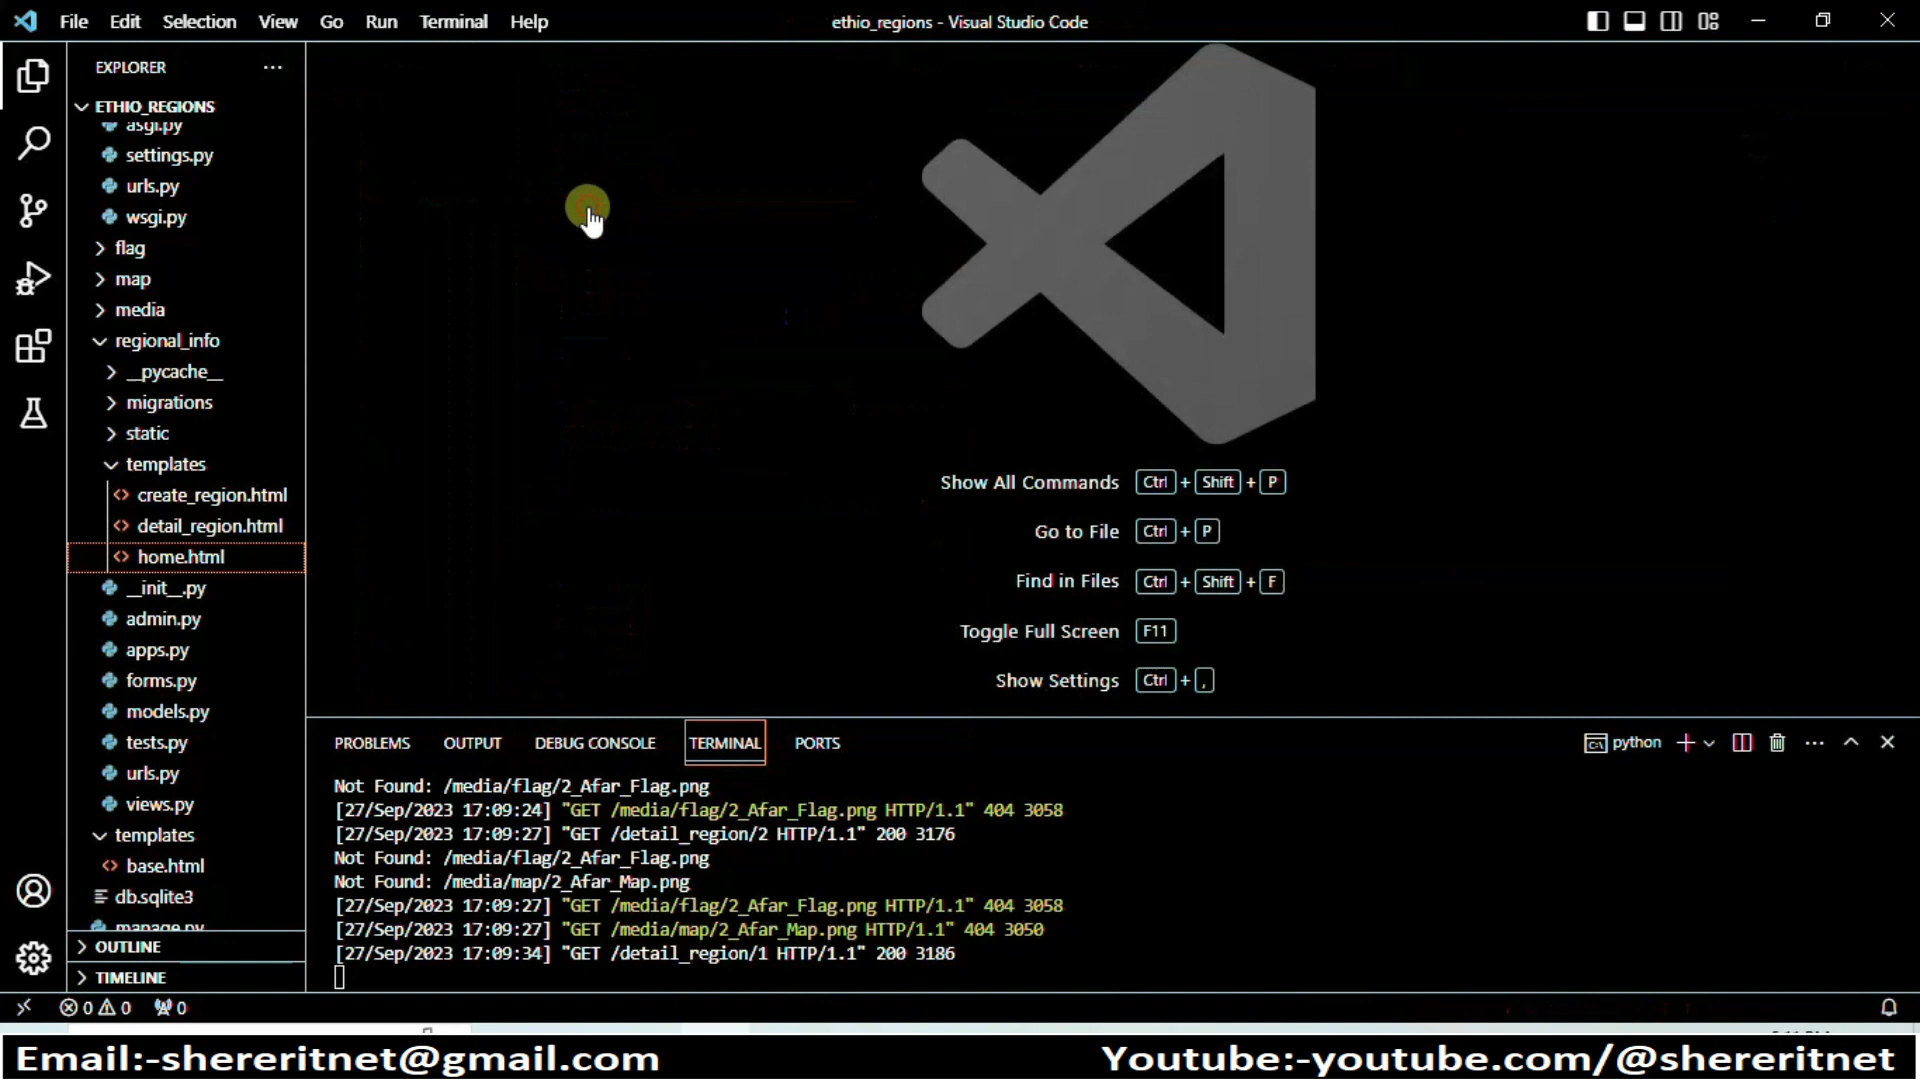 File Edit Selection View Go Run Terminal Help
ethio_regions - Visual Studio Code
EXPLORER
ETHIO_REGIONS
asgi.py
settings.py
urls.py
wsgi.py
flag
map
media
regional_info
__pycache__
migrations
static
templates
create_region.html
detail_region.html
home.html
__init__.py
admin.py
apps.py
forms.py
models.py
tests.py
urls.py
views.py
templates
base.html
db.sqlite3
manage.py
OUTLINE
TIMELINE
Show All Commands Ctrl + Shift + P
Go to File Ctrl + P
Find in Files Ctrl + Shift + F
Toggle Full Screen F11
Show Settings Ctrl + ,
PROBLEMS OUTPUT DEBUG CONSOLE TERMINAL PORTS
python
Not Found: /media/flag/2_Afar_Flag.png
[27/Sep/2023 17:09:24] "GET /media/flag/2_Afar_Flag.png HTTP/1.1" 404 3058
[27/Sep/2023 17:09:27] "GET /detail_region/2 HTTP/1.1" 200 3176
Not Found: /media/flag/2_Afar_Flag.png
Not Found: /media/map/2_Afar_Map.png
[27/Sep/2023 17:09:27] "GET /media/flag/2_Afar_Flag.png HTTP/1.1" 404 3058
[27/Sep/2023 17:09:27] "GET /media/map/2_Afar_Map.png HTTP/1.1" 404 3050
[27/Sep/2023 17:09:34] "GET /detail_region/1 HTTP/1.1" 200 3186
0 0 0
Email:-shereritnet@gmail.com
Youtube:-youtube.com/@shereritnet